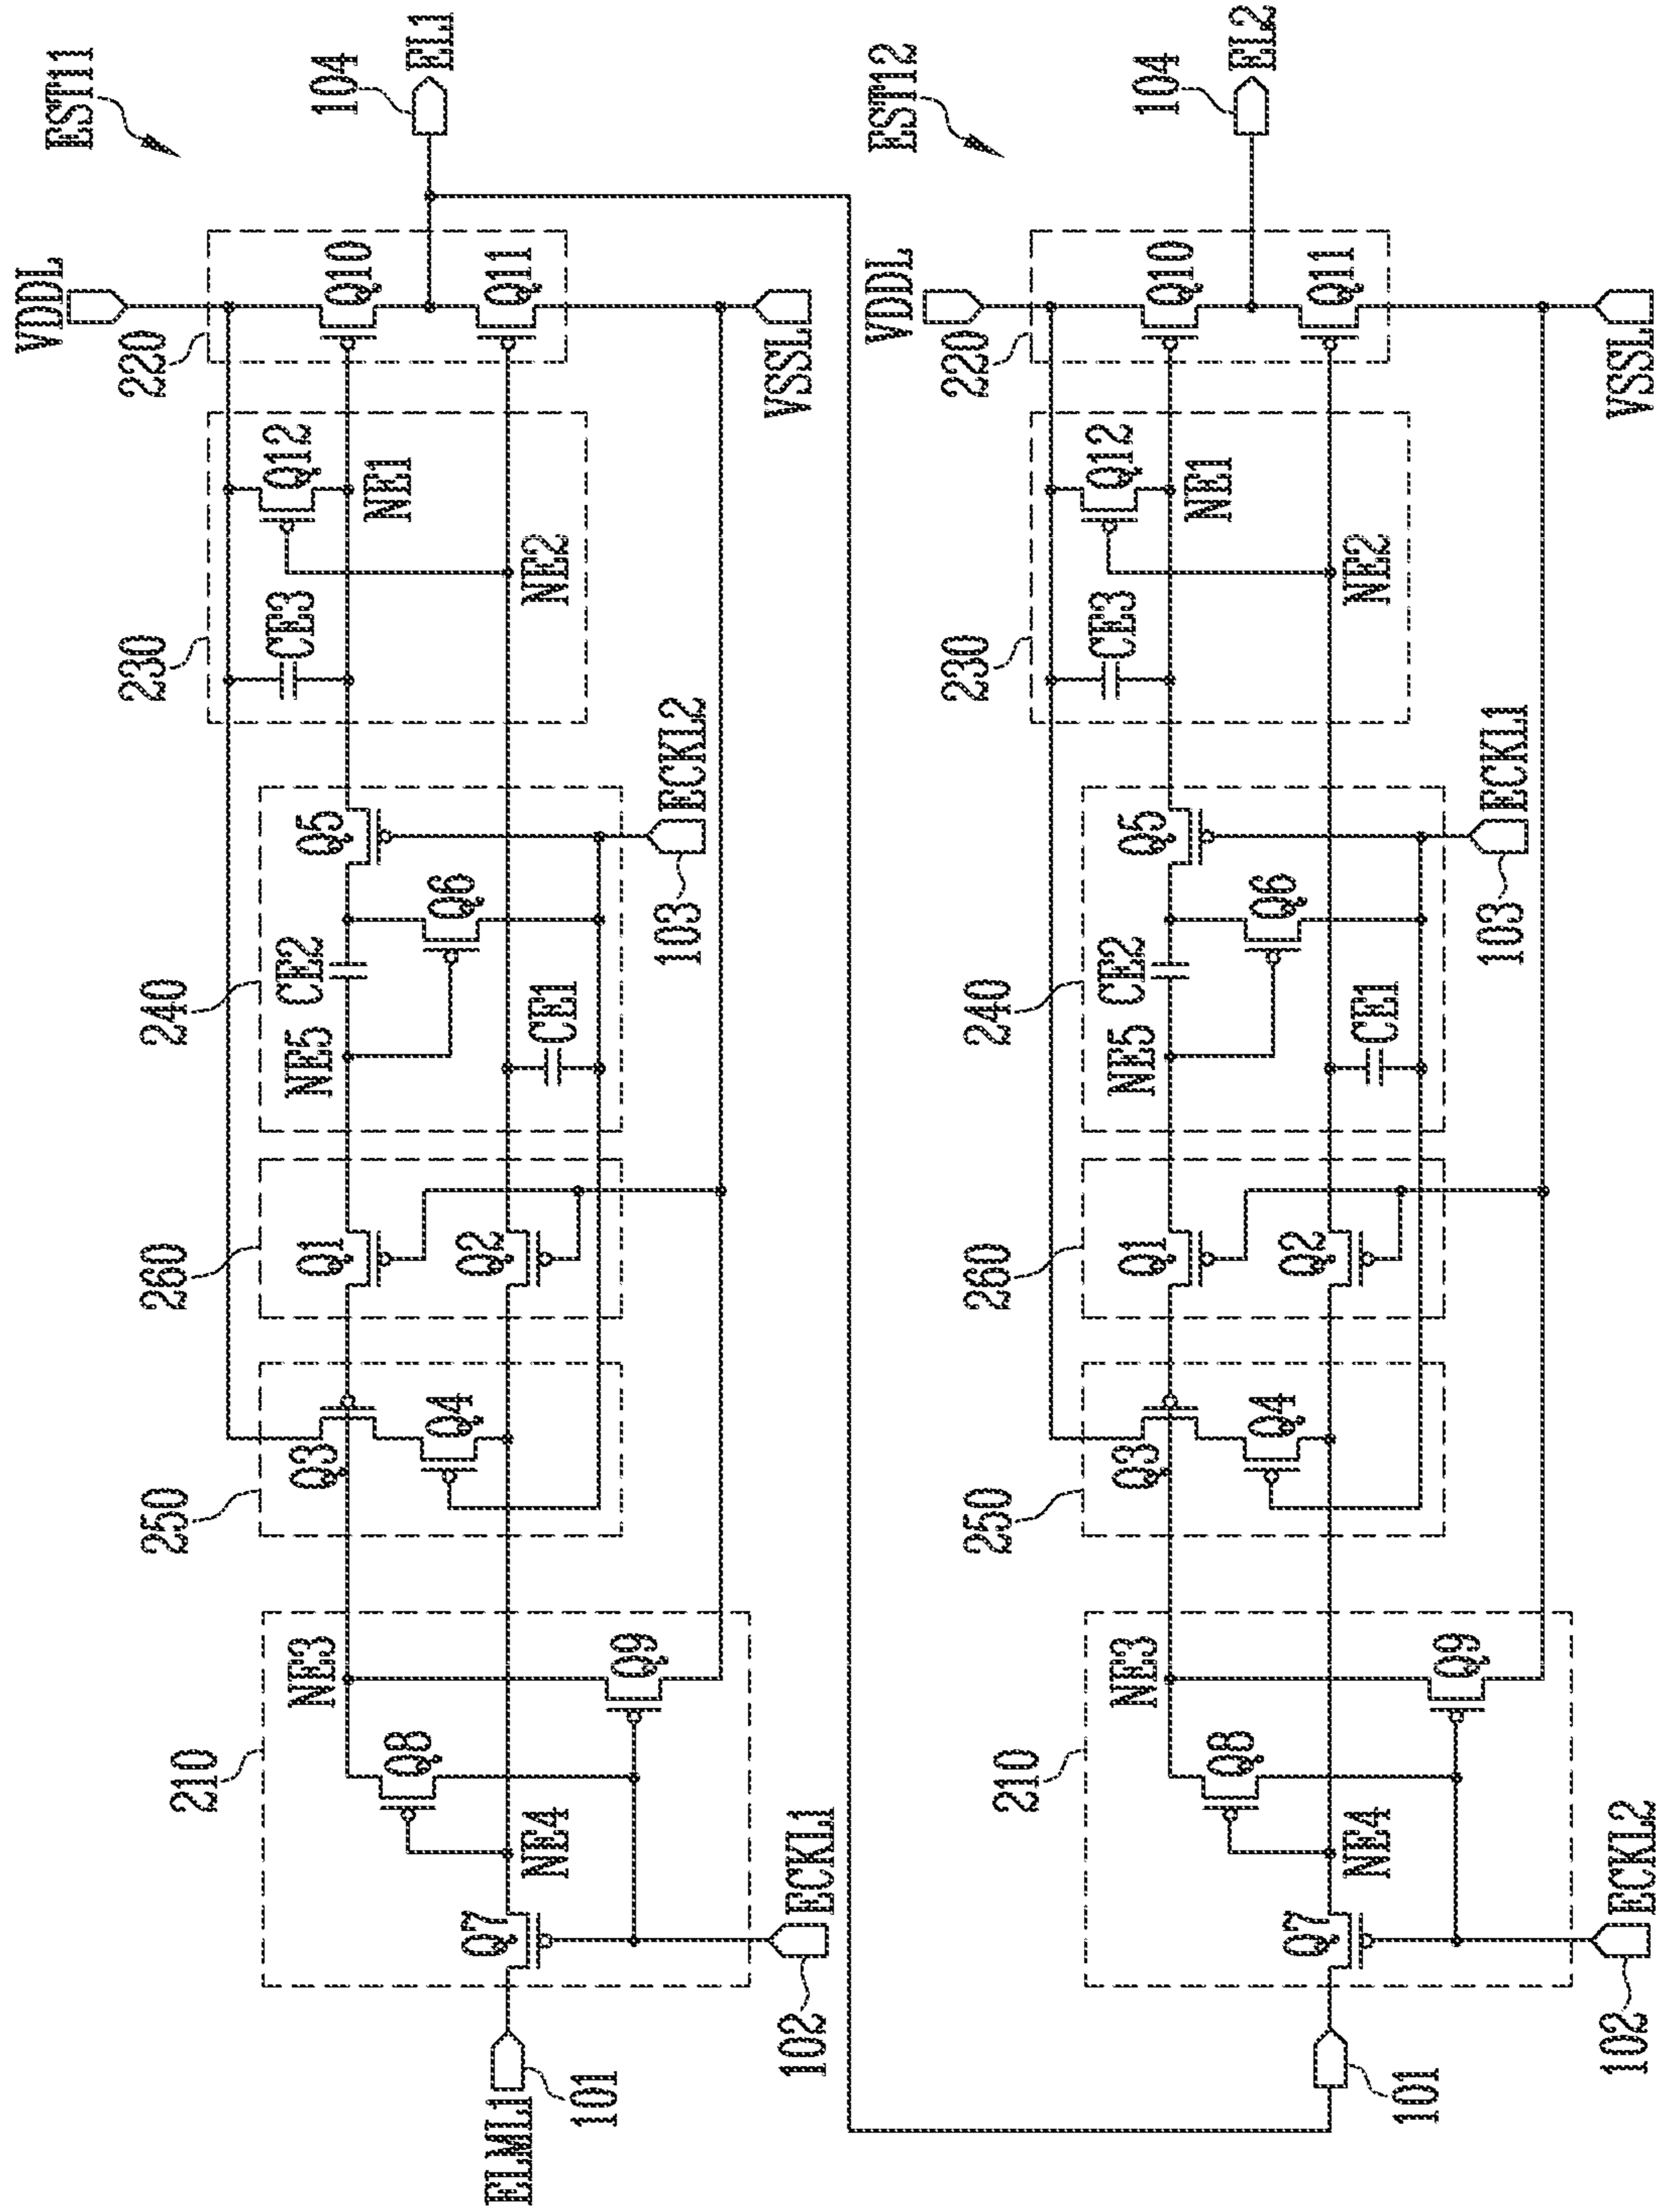 EST11
VDDL
210
250
260
240
230
220
NE3
Q3
Q1
NE5
CE2
Q5
CE3
Q12
Q10
104
EL1
Q8
Q4
Q6
NE1
ELML1
Q7
NE4
Q2
CE1
NE2
Q11
101
Q9
102
ECKL1
103
ECKL2
VSSL
EST12
VDDL
210
250
260
240
230
220
NE3
Q3
Q1
NE5
CE2
Q5
CE3
Q12
Q10
104
EL2
Q8
Q4
Q6
NE1
Q7
NE4
Q2
CE1
NE2
Q11
101
Q9
102
ECKL2
103
ECKL1
VSSL